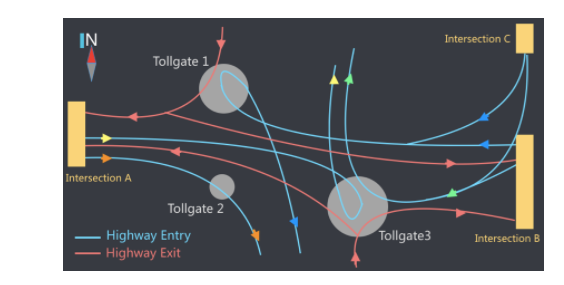 N
Intersection C
Tollgate 1
Intersection A
Tollgate 2
Tollgate3
Intersection B
Highway Entry
Highway Exit